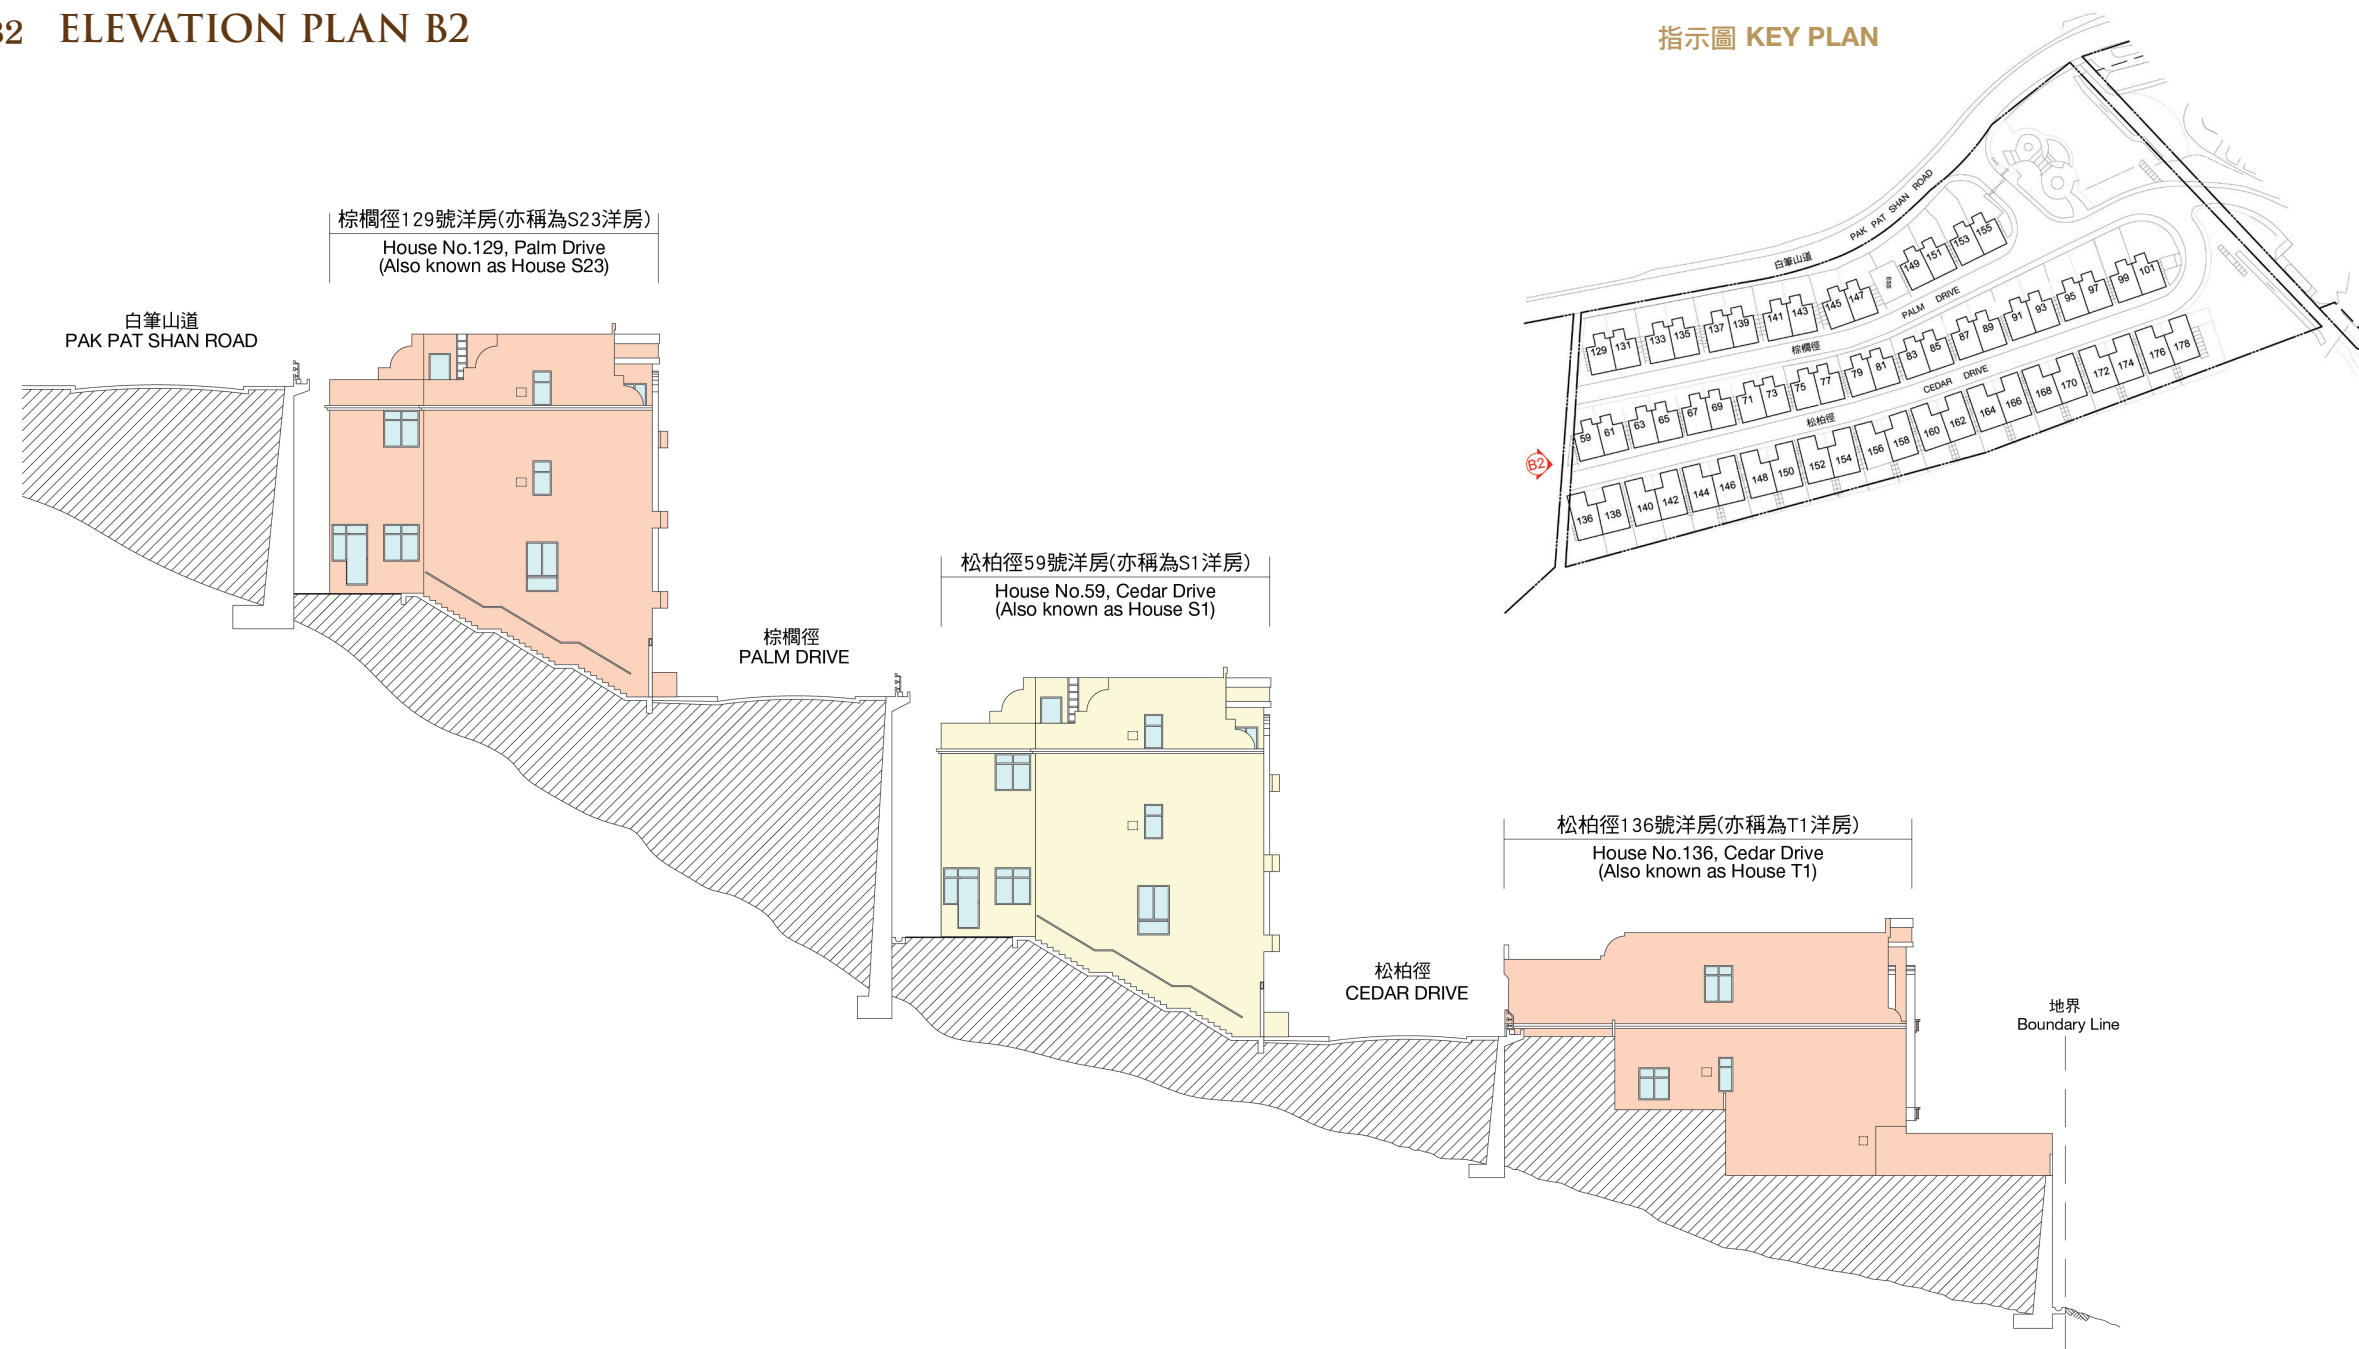 ELEVATION PLAN B2
指示圖 KEY PLAN
棕櫚徑129號洋房(亦稱為S23洋房)
House No.129, Palm Drive
(Also known as House S23)
白筆山道
PAK PAT SHAN ROAD
棕櫚徑
PALM DRIVE
松柏徑59號洋房(亦稱為S1洋房)
House No.59, Cedar Drive
(Also known as House S1)
松柏徑
CEDAR DRIVE
松柏徑136號洋房(亦稱為T1洋房)
House No.136, Cedar Drive
(Also known as House T1)
地界
Boundary Line
白筆山道
PAK PAT SHAN ROAD
129 131 133 135 137 139 141 143 145 147 ESS 149 151 153 155
棕櫚徑
PALM DRIVE
59 61 63 65 67 69 71 73 75 77 79 81 83 85 87 89 91 93 95 97 99 101
松柏徑
CEDAR DRIVE
136 138 140 142 144 146 148 150 152 154 156 158 160 162 164 166 168 170 172 174 176 178
B2